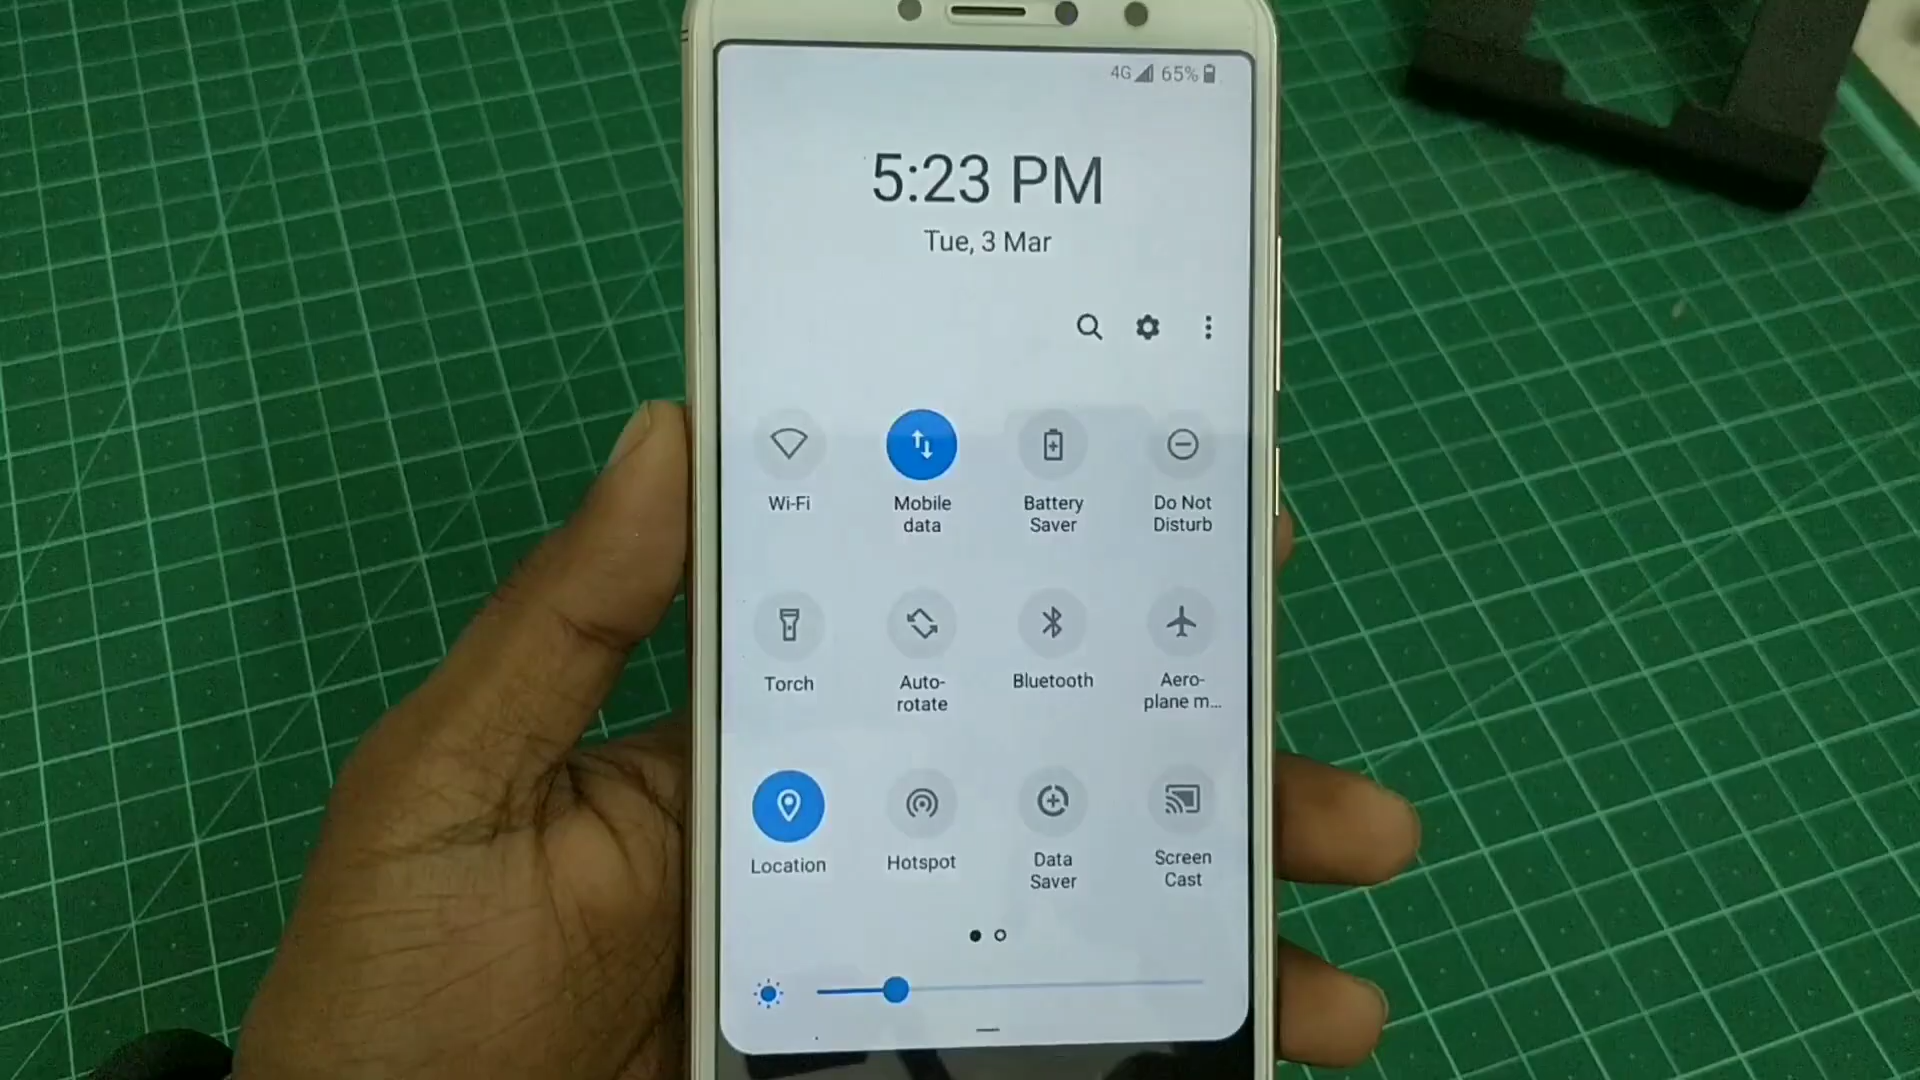 4G 65%
5:23 PM
Tue, 3 Mar
Wi-Fi
Mobile
data
Battery
Saver
Do Not
Disturb
Torch
Auto-
rotate
Bluetooth
Aero-
plane m...
Location
Hotspot
Data
Saver
Screen
Cast